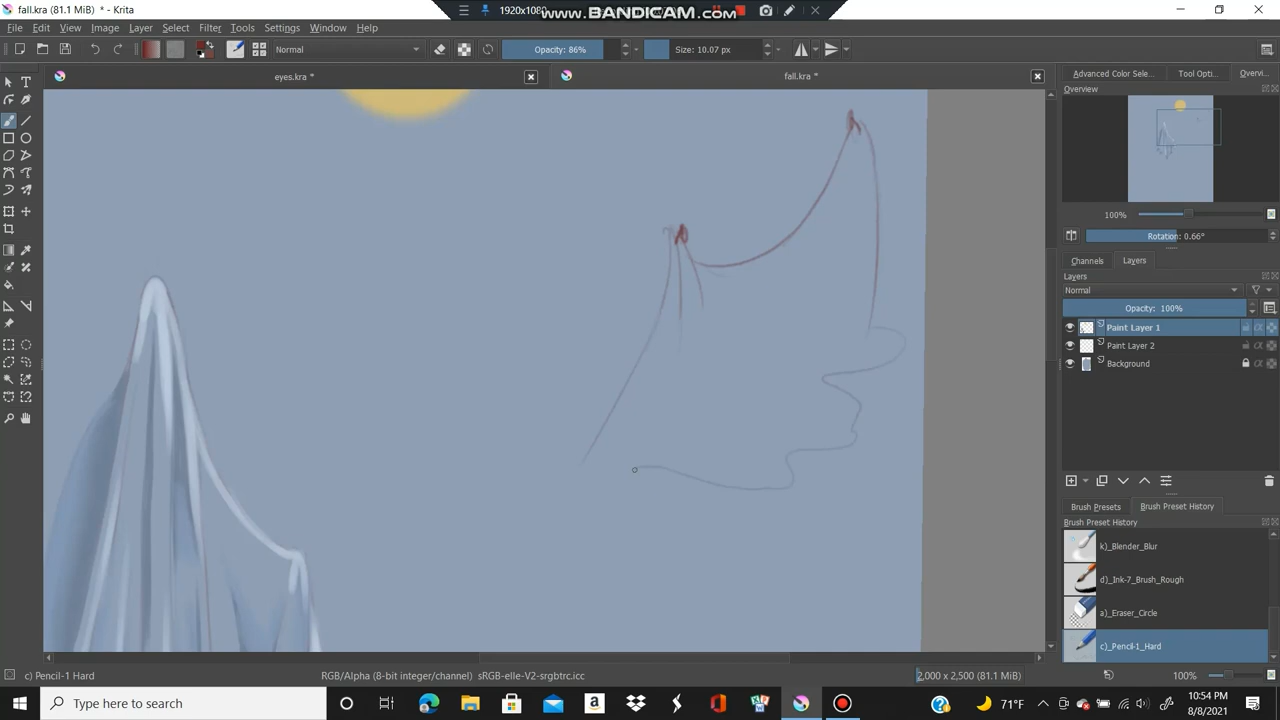 fall.kra (81.1 MiB) * - Krita
1920x1080
www.BANDICAM.com
File Edit View Image Layer Select Filter Tools Settings Window Help
Normal
Opacity: 86%
Size: 10.07 px
eyes.kra *
fall.kra *
Advanced Color Sele...
Tool Opti...
Overvi...
Overview
100%
Rotation: 0.66°
Channels
Layers
Layers
Normal
Opacity: 100%
Paint Layer 1
Paint Layer 2
Background
Brush Presets
Brush Preset History
Brush Preset History
k)_Blender_Blur
d)_Ink-7_Brush_Rough
a)_Eraser_Circle
c)_Pencil-1_Hard
c) Pencil-1 Hard
RGB/Alpha (8-bit integer/channel) sRGB-elle-V2-srgbtrc.icc
2,000 x 2,500 (81.1 MiB)
100%
Type here to search
71°F
10:54 PM
8/8/2021